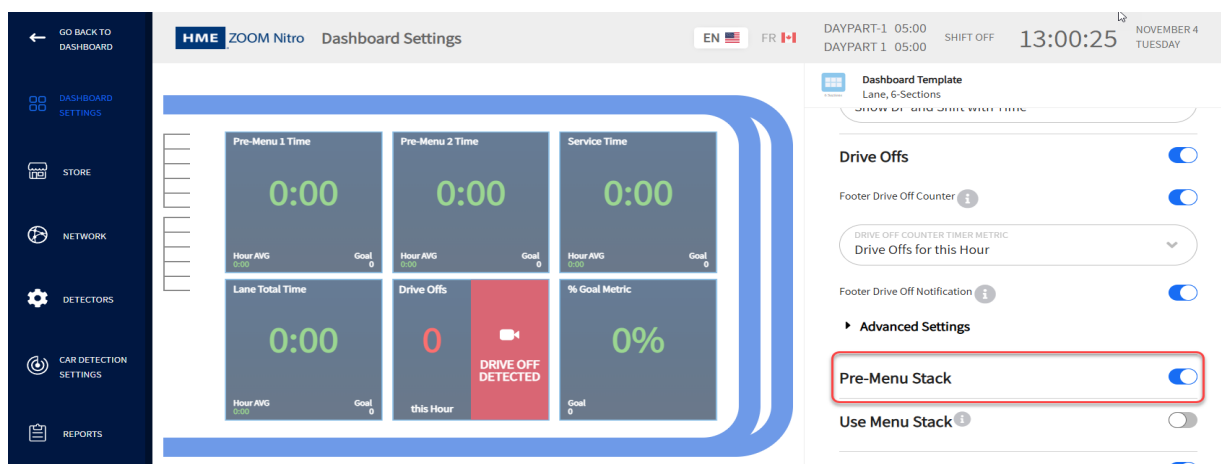 GO BACK TO
DASHBOARD
HME ZOOM Nitro Dashboard Settings
EN FR
DAYPART-1 05:00
DAYPART 1 05:00
SHIFT OFF
13:00:25
NOVEMBER 4
TUESDAY
DASHBOARD
SETTINGS
STORE
NETWORK
DETECTORS
CAR DETECTION
SETTINGS
REPORTS
Pre-Menu 1 Time
0:00
Hour AVG Goal
0:00 0
Pre-Menu 2 Time
0:00
Hour AVG Goal
0:00 0
Service Time
0:00
Hour AVG Goal
0:00 0
Lane Total Time
0:00
Hour AVG Goal
0:00 0
Drive Offs
0
this Hour
DRIVE OFF
DETECTED
% Goal Metric
0%
Goal
0
Dashboard Template
Lane, 6-Sections
Show DP and Shift with Time
Drive Offs
Footer Drive Off Counter
DRIVE OFF COUNTER TIMER METRIC
Drive Offs for this Hour
Footer Drive Off Notification
Advanced Settings
Pre-Menu Stack
Use Menu Stack